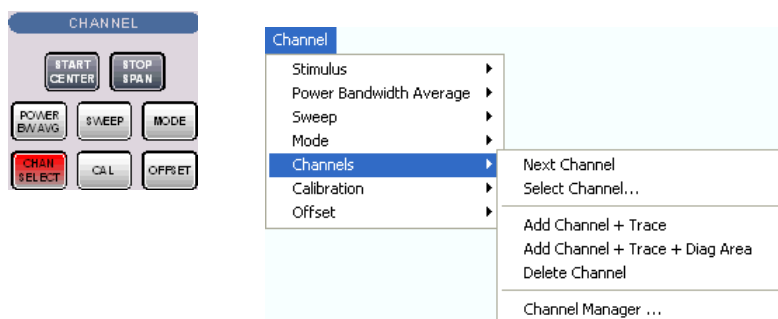 CHANNEL
START
CENTER
STOP
SPAN
POWER
BW AVG
SWEEP
MODE
CHAN
SELECT
CAL
OFFSET
Channel
Stimulus
Power Bandwidth Average
Sweep
Mode
Channels
Calibration
Offset
Next Channel
Select Channel...
Add Channel + Trace
Add Channel + Trace + Diag Area
Delete Channel
Channel Manager ...